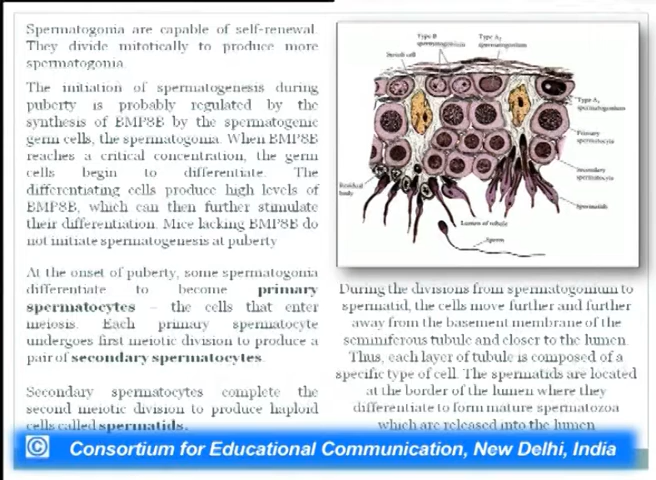 Spermatogonia are capable of self-renewal.
They divide mitotically to produce more
spermatogonia
The initiation of spermatogenesis during
puberty is probably regulated by the
synthesis of BMP8B by the spermatogenic
germ cells, the spermatogonia. When BMP8B
reaches a critical concentration, the germ
cells begin to differentiate. The
differentiating cells produce high levels of
BMP8B, which can then further stimulate
their differentiation. Mice lacking BMP8B do
not initiate spermatogenesis at puberty
At the onset of puberty, some spermatogonia
differentiate to become primary
spermatocytes – the cells that enter
meiosis. Each primary spermatocyte
undergoes first meiotic division to produce a
pair of secondary spermatocytes.
Secondary spermatocytes complete the
second meiotic division to produce haploid
cells called spermatids.
Type B
spermatogonia
Type A₂
spermatogonium
Sertoli cell
Type A₁
spermatogonium
Primary
spermatocyte
Secondary
spermatocyte
Spermatids
Residual
body
Lumen of tubule
Sperm
During the divisions from spermatogonium to
spermatid, the cells move further and further
away from the basement membrane of the
seminiferous tubule and closer to the lumen.
Thus, each layer of tubule is composed of a
specific type of cell. The spermatids are located
at the border of the lumen where they
differentiate to form mature spermatozoa
which are released into the lumen
© Consortium for Educational Communication, New Delhi, India